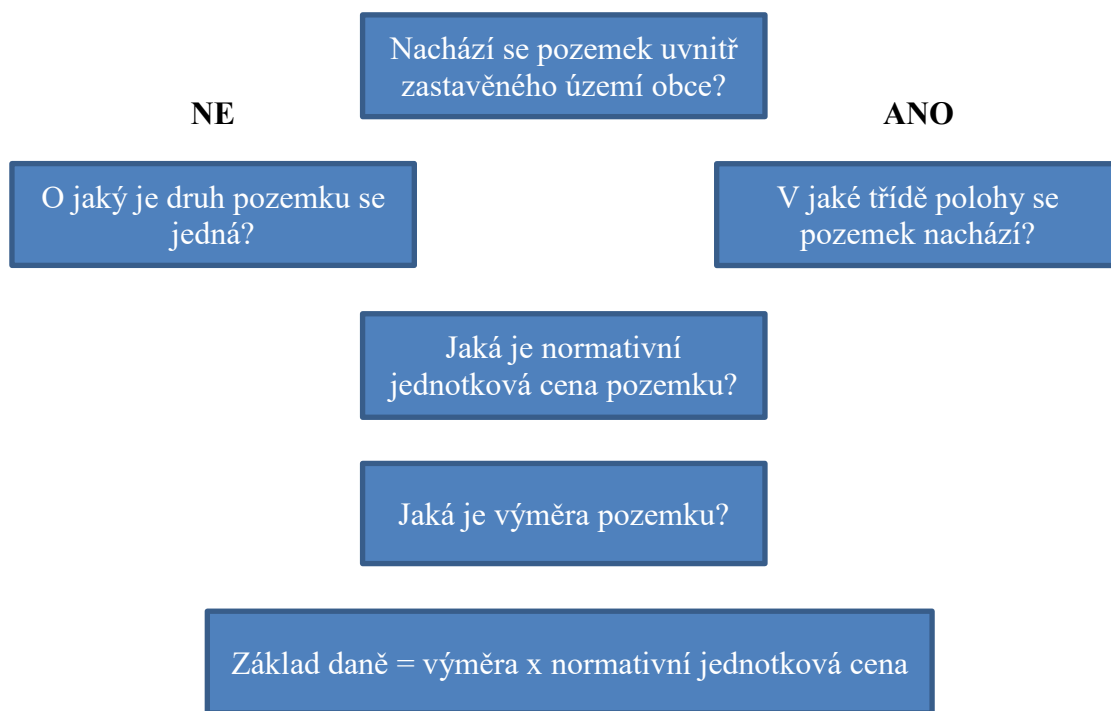 Nachází se pozemek uvnitř
zastavěného území obce?
NE
ANO
O jaký je druh pozemku se
jedná?
V jaké třídě polohy se
pozemek nachází?
Jaká je normativní
jednotková cena pozemku?
Jaká je výměra pozemku?
Základ daně = výměra x normativní jednotková cena